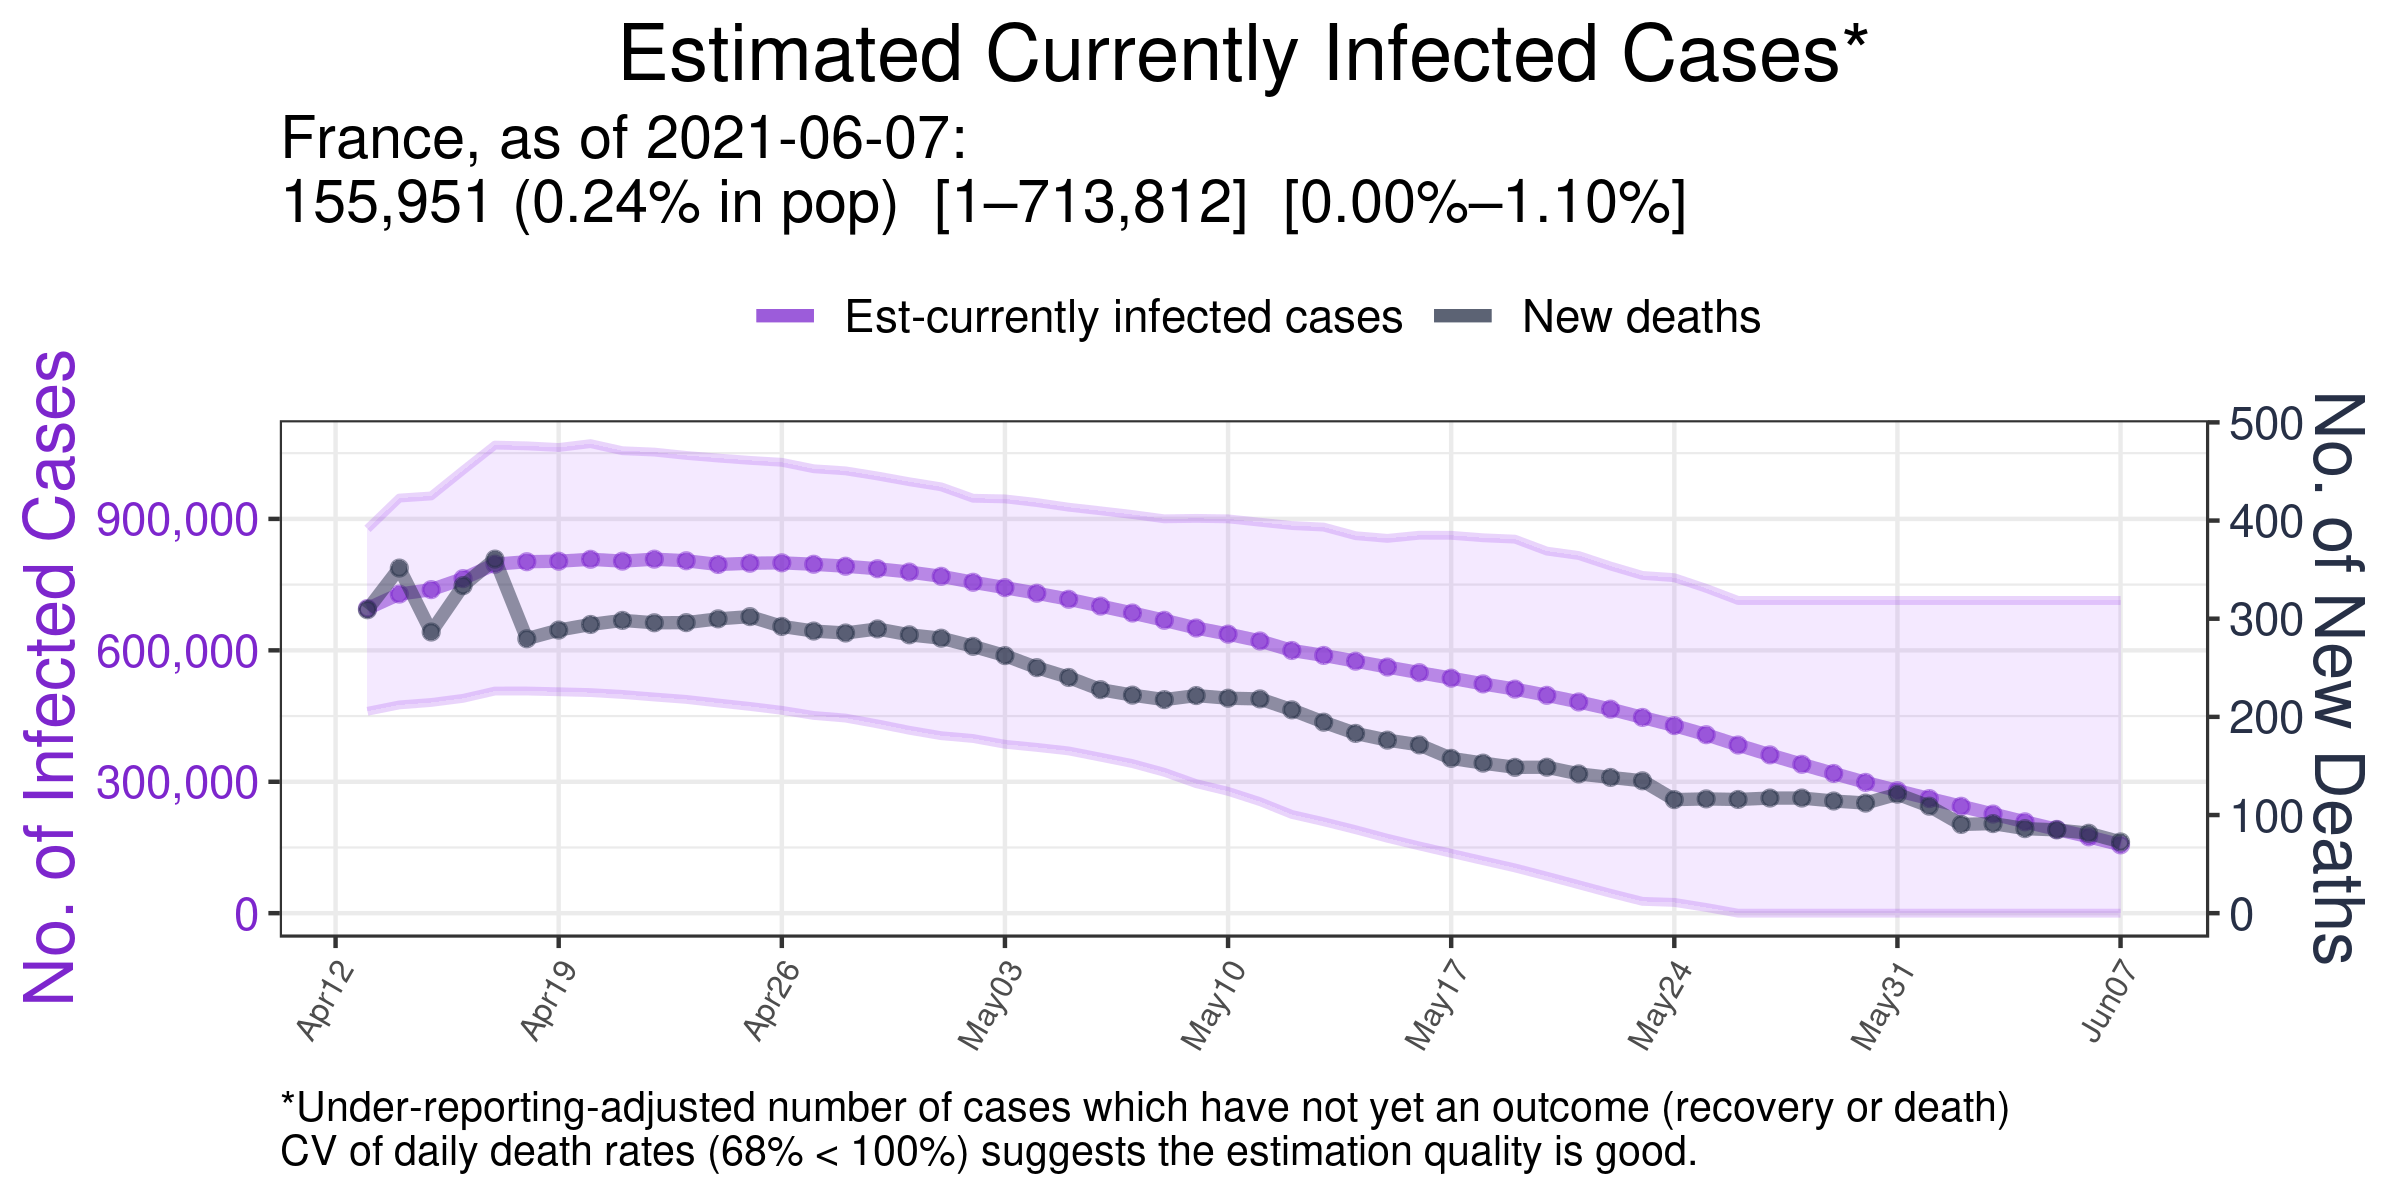 Estimated Currently Infected Cases*
France, as of 2021-06-07:
155,951 (0.24% in pop)  [1–713,812]  [0.00%–1.10%]
Est-currently infected cases
New deaths
No. of Infected Cases
900,000
600,000
300,000
0
500
400
300
200
100
0
No. of New Deaths
Apr12
Apr19
Apr26
May03
May10
May17
May24
May31
Jun07
*Under-reporting-adjusted number of cases which have not yet an outcome (recovery or death)
CV of daily death rates (68% < 100%) suggests the estimation quality is good.